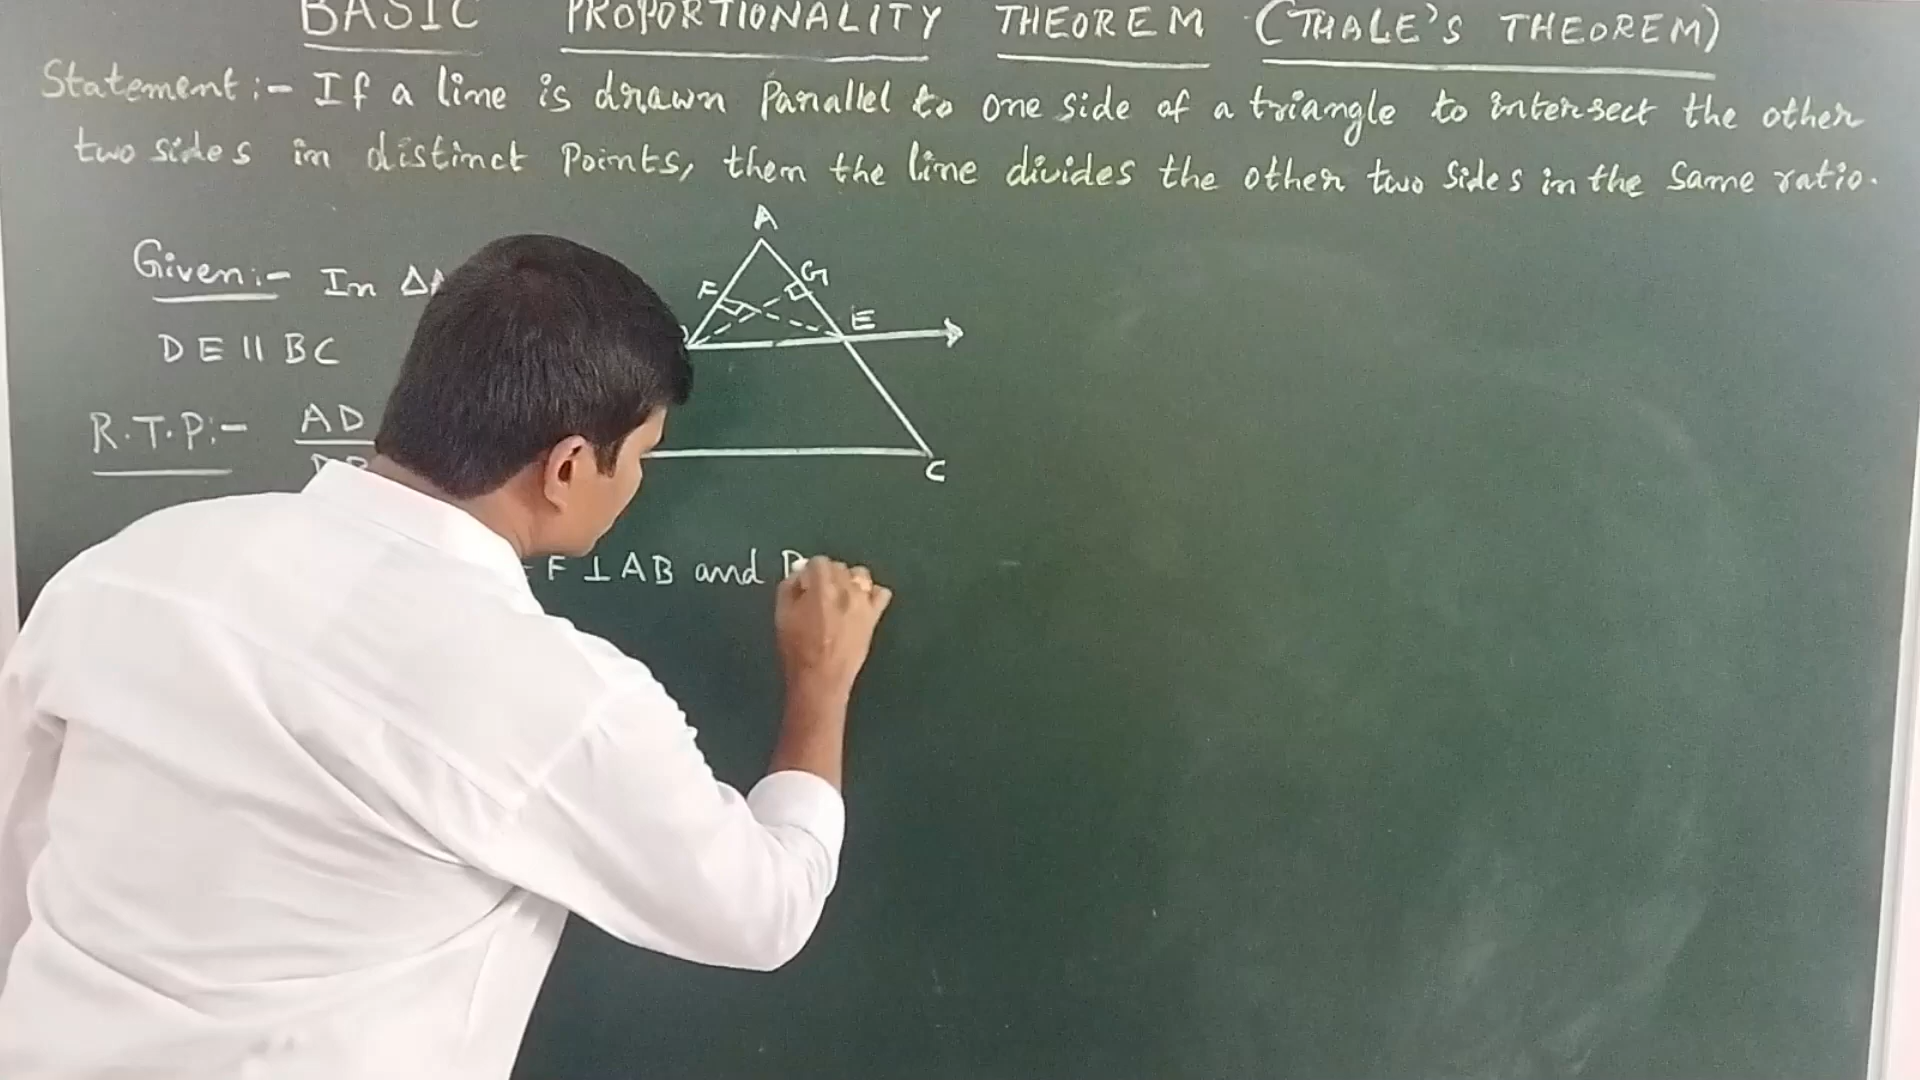 BASIC PROPORTIONALITY THEOREM (THALE'S THEOREM)
Statement :- If a line is drawn Parallel to one side of a triangle to intersect the other
two sides in distinct Points, then the line divides the other two sides in the same ratio.
A
Given:- In Δ
G
F
E
DE || BC
R.T.P:- AD
C
F ⊥ AB and